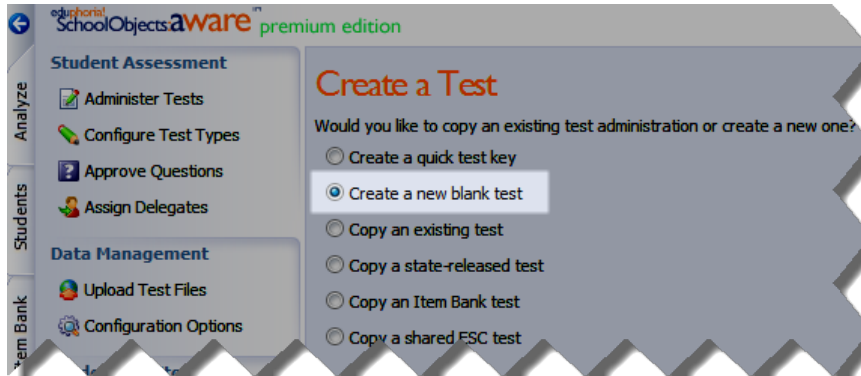 eduphoria!
SchoolObjects:aware™ premium edition
Analyze
Students
Item Bank
Student Assessment
Administer Tests
Configure Test Types
Approve Questions
Assign Delegates
Data Management
Upload Test Files
Configuration Options
Create a Test
Would you like to copy an existing test administration or create a new one?
Create a quick test key
Create a new blank test
Copy an existing test
Copy a state-released test
Copy an Item Bank test
Copy a shared ESC test